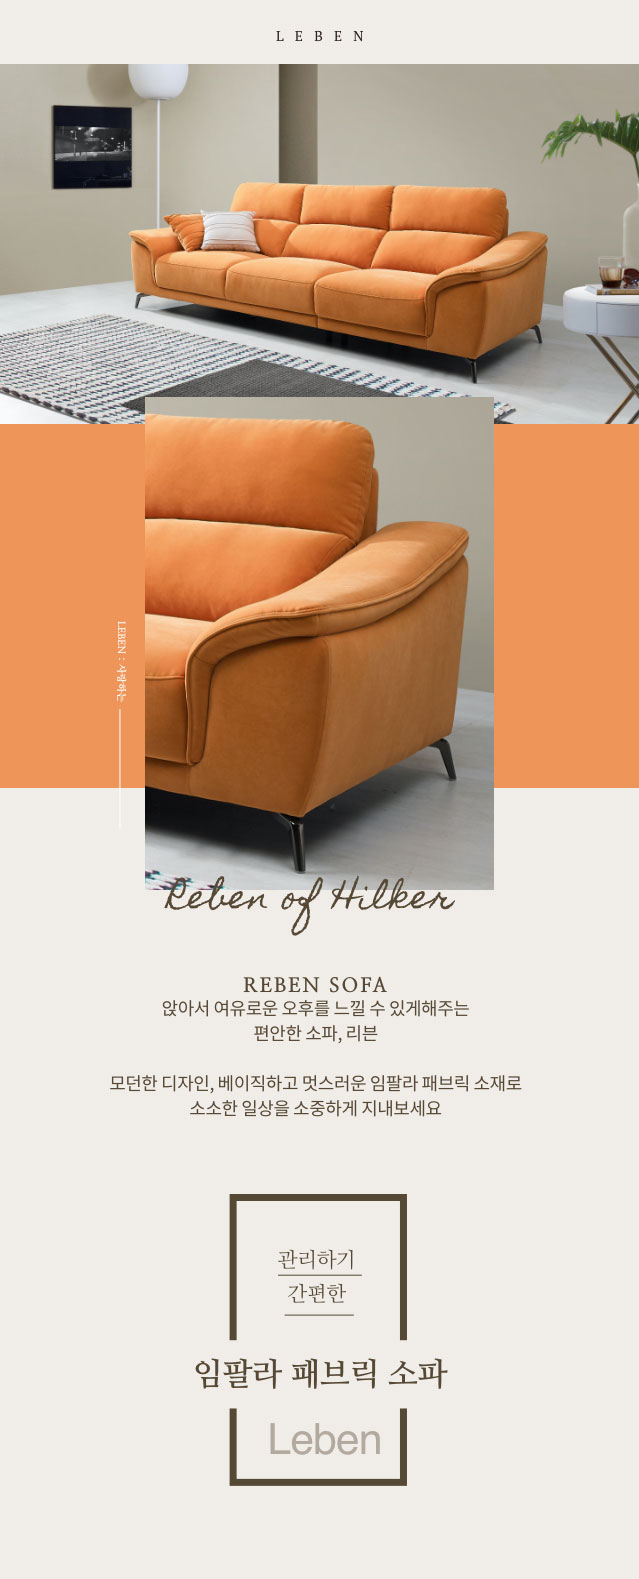 LEBEN
LEBEN : 사랑하는
Reben of Hilker
REBEN SOFA
앉아서 여유로운 오후를 느낄 수 있게해주는
편안한 소파, 리븐
모던한 디자인, 베이직하고 멋스러운 임팔라 패브릭 소재로
소소한 일상을 소중하게 지내보세요
관리하기
간편한
임팔라 패브릭 소파
Leben